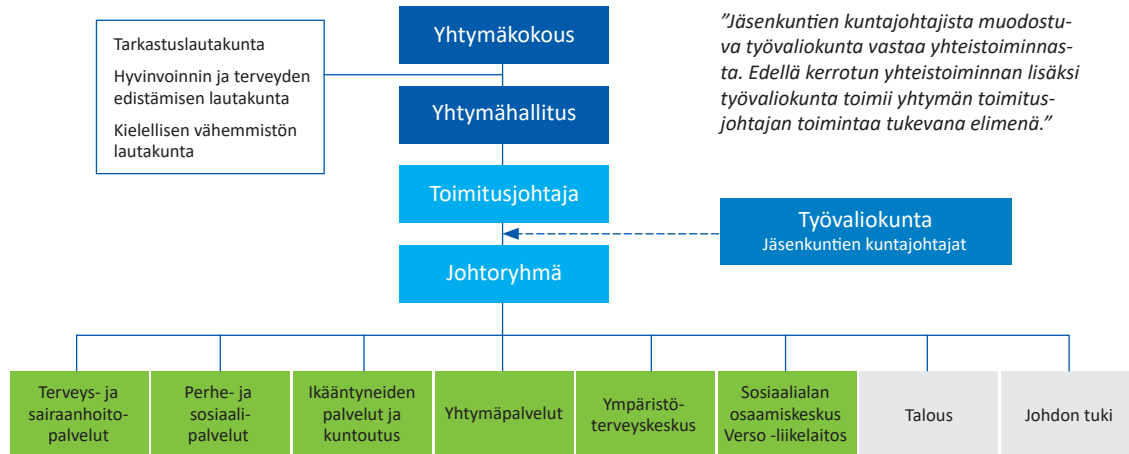 Tarkastuslautakunta
Hyvinvoinnin ja terveyden
edistämisen lautakunta
Kielellisen vähemmistön
lautakunta
Yhtymäkokous
Yhtymähallitus
Toimitusjohtaja
Johtoryhmä
”Jäsenkuntien kuntajohtajista muodostu-
va työvaliokunta vastaa yhteistoiminnas-
ta. Edellä kerrotun yhteistoiminnan lisäksi
työvaliokunta toimii yhtymän toimitus-
johtajan toimintaa tukevana elimenä.”
Työvaliokunta
Jäsenkuntien kuntajohtajat
Terveys- ja
sairaanhoito-
palvelut
Perhe- ja
sosiaali-
palvelut
Ikääntyneiden
palvelut ja
kuntoutus
Yhtymäpalvelut
Ympäristö-
terveyskeskus
Sosiaalialan
osaamiskeskus
Verso -liikelaitos
Talous
Johdon tuki